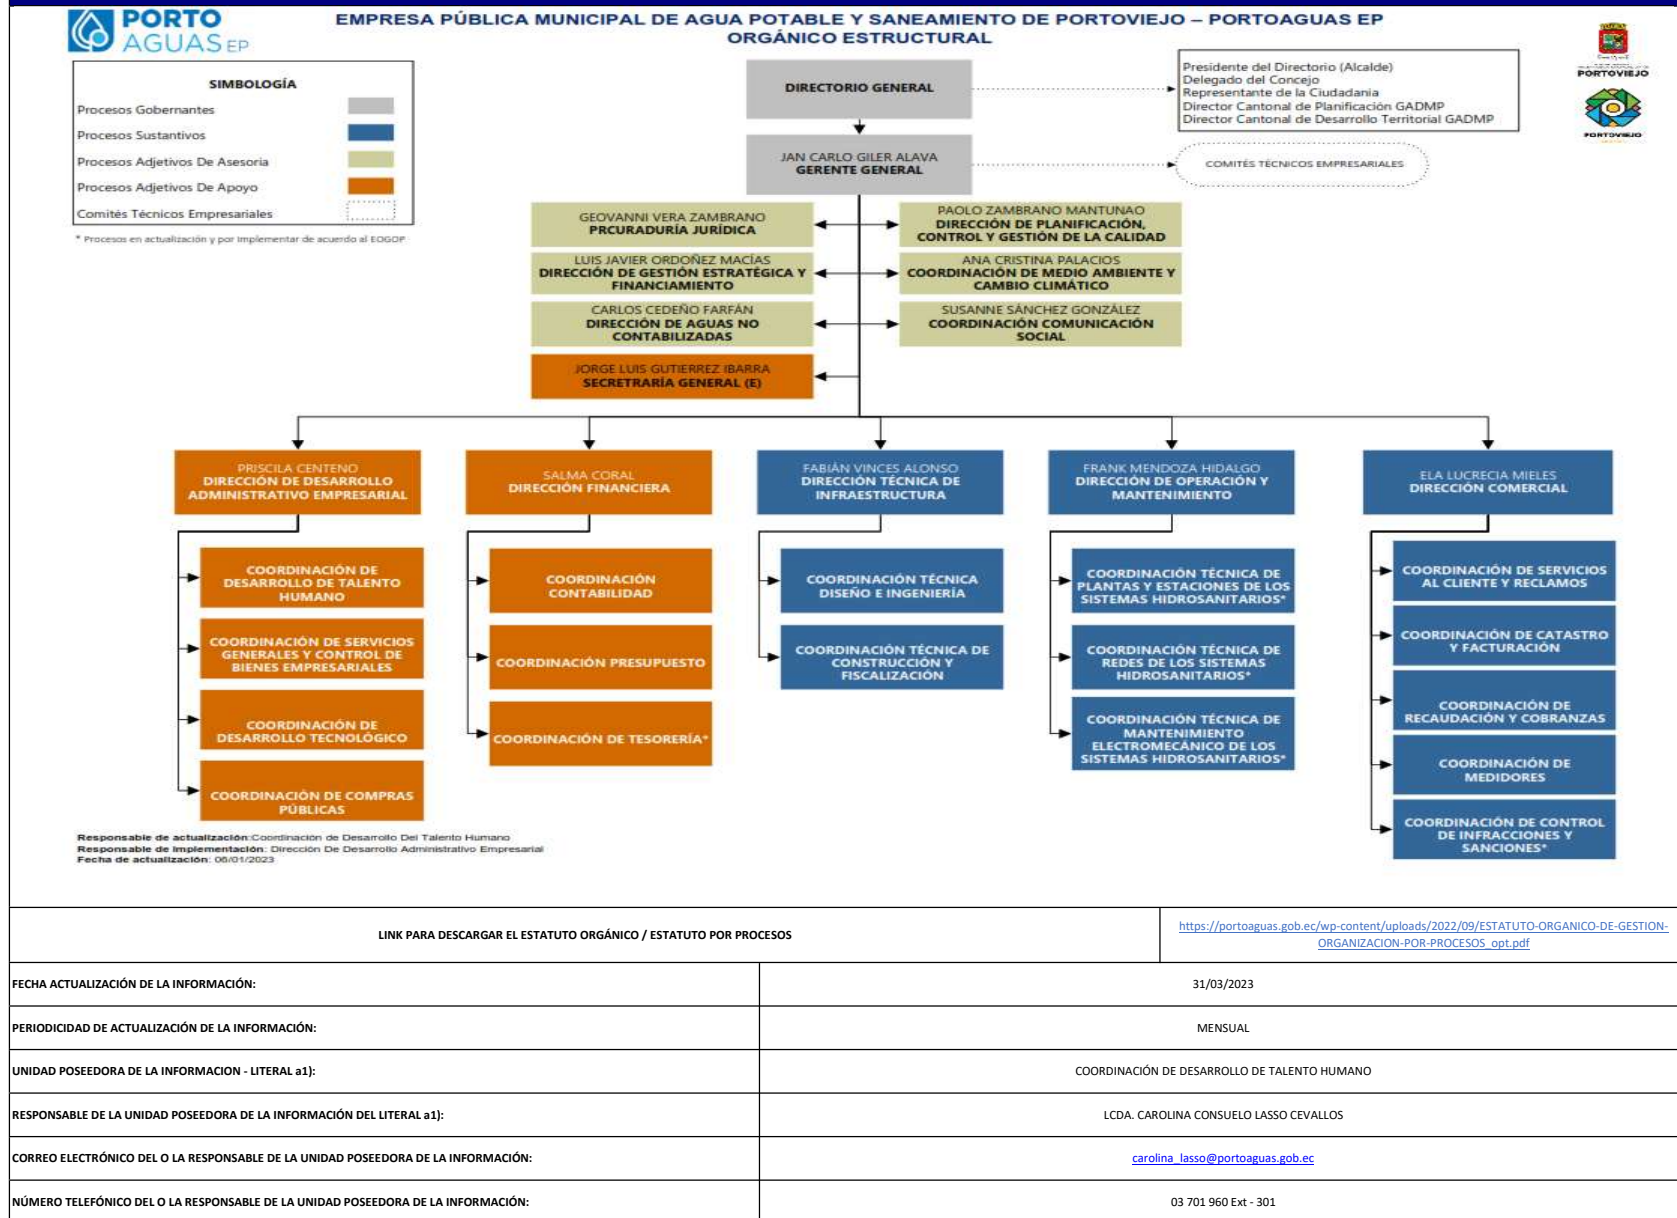 PORTO
AGUAS EP
EMPRESA PÚBLICA MUNICIPAL DE AGUA POTABLE Y SANEAMIENTO DE PORTOVIEJO – PORTOAGUAS EP
ORGÁNICO ESTRUCTURAL
PORTOVIEJO
PORTOVIEJO
SIMBOLOGÍA
Procesos Gobernantes
Procesos Sustantivos
Procesos Adjetivos De Asesoria
Procesos Adjetivos De Apoyo
Comités Técnicos Empresariales
* Procesos en actualización y por implementar de acuerdo al EOGOP
DIRECTORIO GENERAL
Presidente del Directorio (Alcalde)
Delegado del Concejo
Representante de la Ciudadania
Director Cantonal de Planificación GADMP
Director Cantonal de Desarrollo Territorial GADMP
JAN CARLO GILER ALAVA
GERENTE GENERAL
COMITÉS TÉCNICOS EMPRESARIALES
GEOVANNI VERA ZAMBRANO
PRCURADURÍA JURÍDICA
PAOLO ZAMBRANO MANTUNAO
DIRECCIÓN DE PLANIFICACIÓN,
CONTROL Y GESTIÓN DE LA CALIDAD
LUIS JAVIER ORDOÑEZ MACÍAS
DIRECCIÓN DE GESTIÓN ESTRATÉGICA Y
FINANCIAMIENTO
ANA CRISTINA PALACIOS
COORDINACIÓN DE MEDIO AMBIENTE Y
CAMBIO CLIMÁTICO
CARLOS CEDEÑO FARFÁN
DIRECCIÓN DE AGUAS NO
CONTABILIZADAS
SUSANNE SÁNCHEZ GONZÁLEZ
COORDINACIÓN COMUNICACIÓN
SOCIAL
JORGE LUIS GUTIERREZ IBARRA
SECRETRARÍA GENERAL (E)
PRISCILA CENTENO
DIRECCIÓN DE DESARROLLO
ADMINISTRATIVO EMPRESARIAL
SALMA CORAL
DIRECCIÓN FINANCIERA
FABIÁN VINCES ALONSO
DIRECCIÓN TÉCNICA DE
INFRAESTRUCTURA
FRANK MENDOZA HIDALGO
DIRECCIÓN DE OPERACIÓN Y
MANTENIMIENTO
ELA LUCRECIA MIELES
DIRECCIÓN COMERCIAL
COORDINACIÓN DE
DESARROLLO DE TALENTO
HUMANO
COORDINACIÓN DE SERVICIOS
GENERALES Y CONTROL DE
BIENES EMPRESARIALES
COORDINACIÓN DE
DESARROLLO TECNOLÓGICO
COORDINACIÓN DE COMPRAS
PÚBLICAS
COORDINACIÓN
CONTABILIDAD
COORDINACIÓN PRESUPUESTO
COORDINACIÓN DE TESORERÍA*
COORDINACIÓN TÉCNICA
DISEÑO E INGENIERÍA
COORDINACIÓN TÉCNICA DE
CONSTRUCCIÓN Y
FISCALIZACIÓN
COORDINACIÓN TÉCNICA DE
PLANTAS Y ESTACIONES DE LOS
SISTEMAS HIDROSANITARIOS*
COORDINACIÓN TÉCNICA DE
REDES DE LOS SISTEMAS
HIDROSANITARIOS*
COORDINACIÓN TÉCNICA DE
MANTENIMIENTO
ELECTROMECÁNICO DE LOS
SISTEMAS HIDROSANITARIOS*
COORDINACIÓN DE SERVICIOS
AL CLIENTE Y RECLAMOS
COORDINACIÓN DE CATASTRO
Y FACTURACIÓN
COORDINACIÓN DE
RECAUDACIÓN Y COBRANZAS
COORDINACIÓN DE
MEDIDORES
COORDINACIÓN DE CONTROL
DE INFRACCIONES Y
SANCIONES*
Responsable de actualización:Coordinación de Desarrollo Del Talento Humano
Responsable de Implementación: Dirección De Desarrollo Administrativo Empresarial
Fecha de actualización: 06/01/2023
LINK PARA DESCARGAR EL ESTATUTO ORGÁNICO / ESTATUTO POR PROCESOS
https://portoaguas.gob.ec/wp-content/uploads/2022/09/ESTATUTO-ORGANICO-DE-GESTION-
ORGANIZACION-POR-PROCESOS_opt.pdf
FECHA ACTUALIZACIÓN DE LA INFORMACIÓN:
31/03/2023
PERIODICIDAD DE ACTUALIZACIÓN DE LA INFORMACIÓN:
MENSUAL
UNIDAD POSEEDORA DE LA INFORMACION - LITERAL a1):
COORDINACIÓN DE DESARROLLO DE TALENTO HUMANO
RESPONSABLE DE LA UNIDAD POSEEDORA DE LA INFORMACIÓN DEL LITERAL a1):
LCDA. CAROLINA CONSUELO LASSO CEVALLOS
CORREO ELECTRÓNICO DEL O LA RESPONSABLE DE LA UNIDAD POSEEDORA DE LA INFORMACIÓN:
carolina_lasso@portoaguas.gob.ec
NÚMERO TELEFÓNICO DEL O LA RESPONSABLE DE LA UNIDAD POSEEDORA DE LA INFORMACIÓN:
03 701 960 Ext - 301